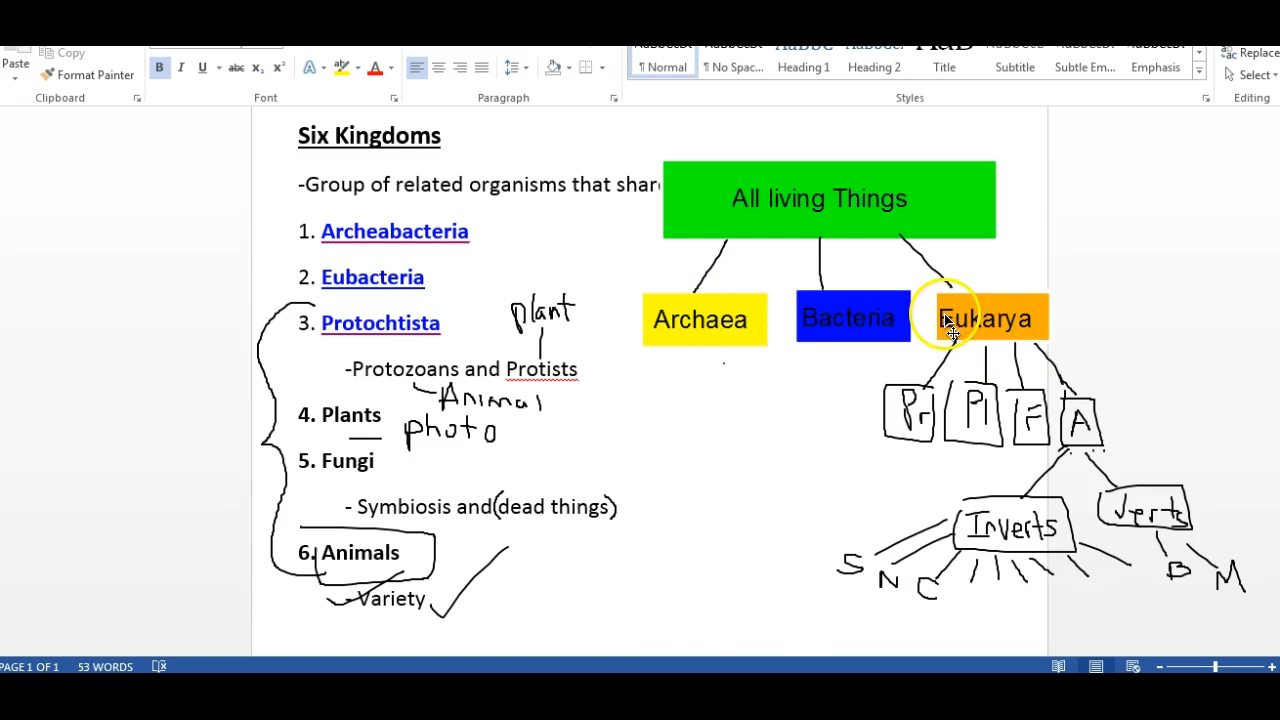 Copy
Paste
Format Painter
B I U abc X₂ X² A A
¶ Normal
¶ No Spac...
Heading 1
Heading 2
Title
Subtitle
Subtle Em...
Emphasis
Replace
Select
Clipboard
Font
Paragraph
Styles
Editing
Six Kingdoms
-Group of related organisms that shar
1. Archeabacteria
2. Eubacteria
plant
3. Protochtista
-Protozoans and Protists
Animal
4. Plants
photo
5. Fungi
- Symbiosis and (dead things)
6. Animals
- Variety
All living Things
Archaea
Bacteria
Eukarya
Pr
Pl
F
A
Inverts
Verts
S
N
C
B
M
PAGE 1 OF 1
53 WORDS